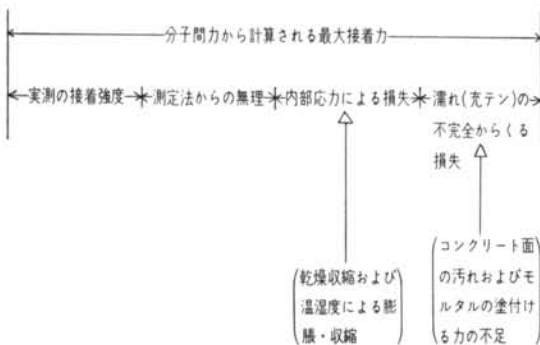 分子間力から計算される最大接着力
実測の接着強度 測定法からの無理 内部応力による損失 濡れ(充テン)の
不完全からくる
損失
(乾燥収縮および
温湿度による膨
脹・収縮)
(コンクリート面
の汚れおよびモ
ルタルの塗付け
る力の不足)